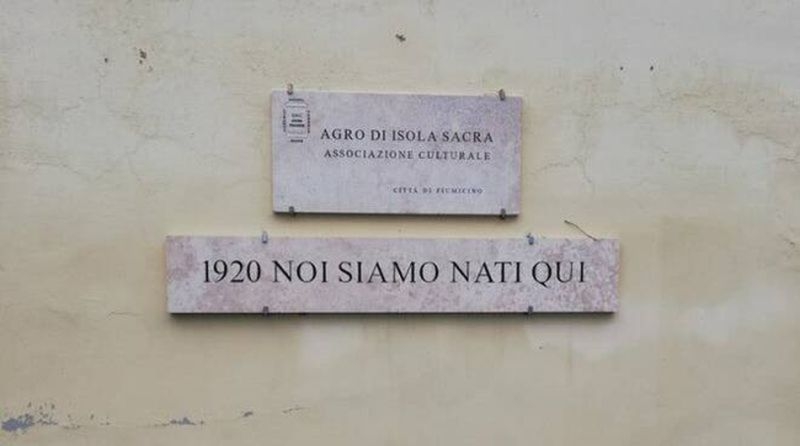 AGRO DI ISOLA SACRA
ASSOCIAZIONE CULTURALE
CITTÀ DI FIUMICINO
1920 NOI SIAMO NATI QUI